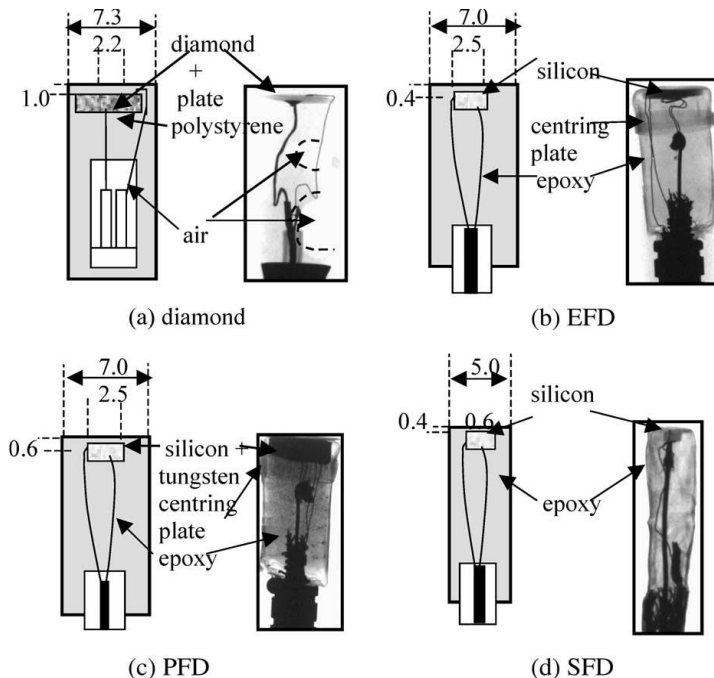 7.3
2.2
diamond
+
plate
polystyrene
1.0
air
(a) diamond
7.0
2.5
silicon
0.4
centring
plate
epoxy
(b) EFD
7.0
2.5
0.6
silicon +
tungsten
centring
plate
epoxy
(c) PFD
5.0
silicon
0.4
0.6
epoxy
(d) SFD